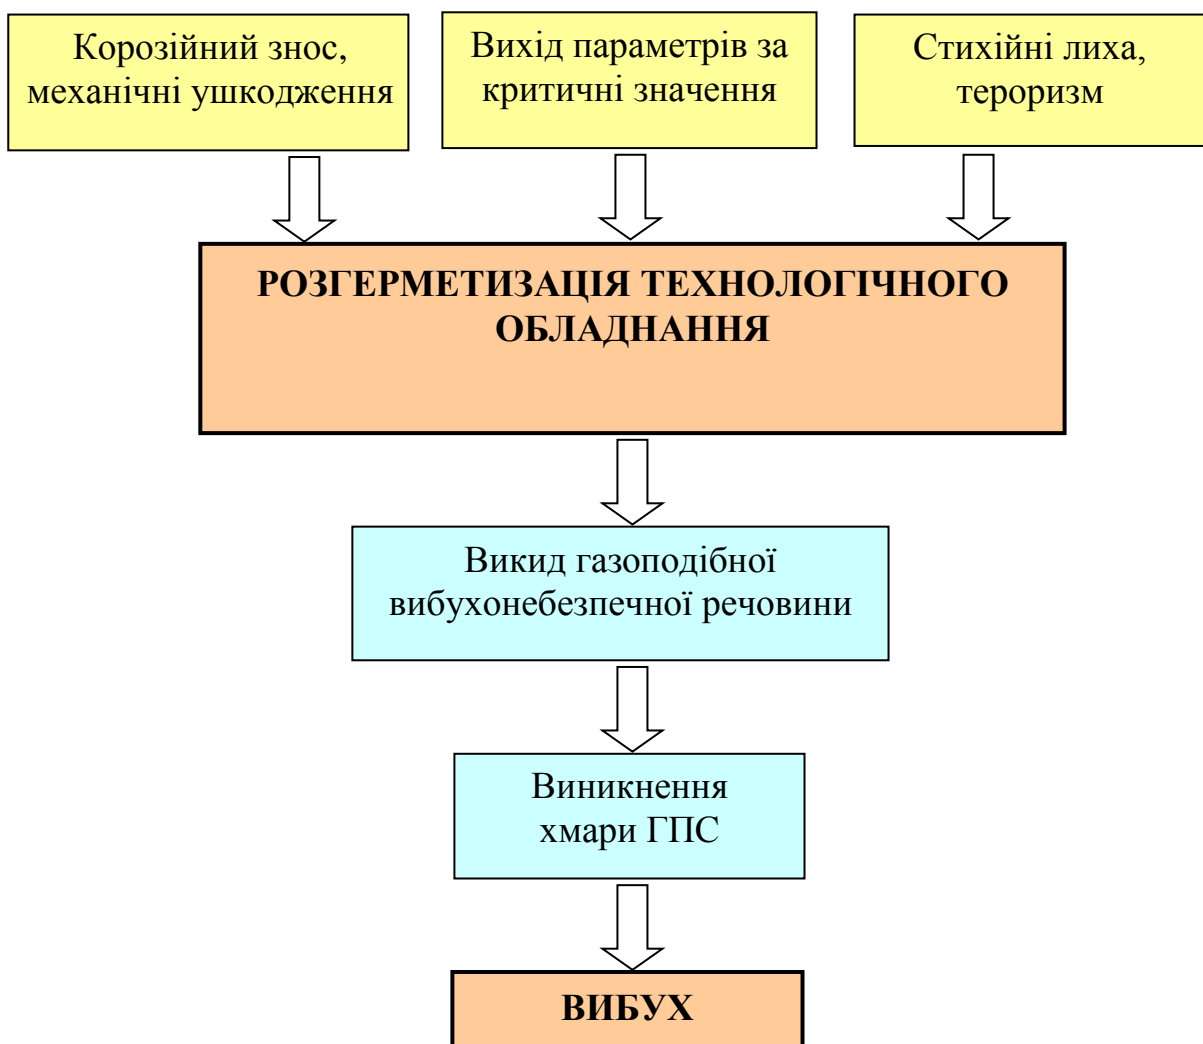 Корозійний знос,
механічні ушкодження
Вихід параметрів за
критичні значення
Стихійні лиха,
тероризм
РОЗГЕРМЕТИЗАЦІЯ ТЕХНОЛОГІЧНОГО
ОБЛАДНАННЯ
Викид газоподібної
вибухонебезпечної речовини
Виникнення
хмари ГПС
ВИБУХ